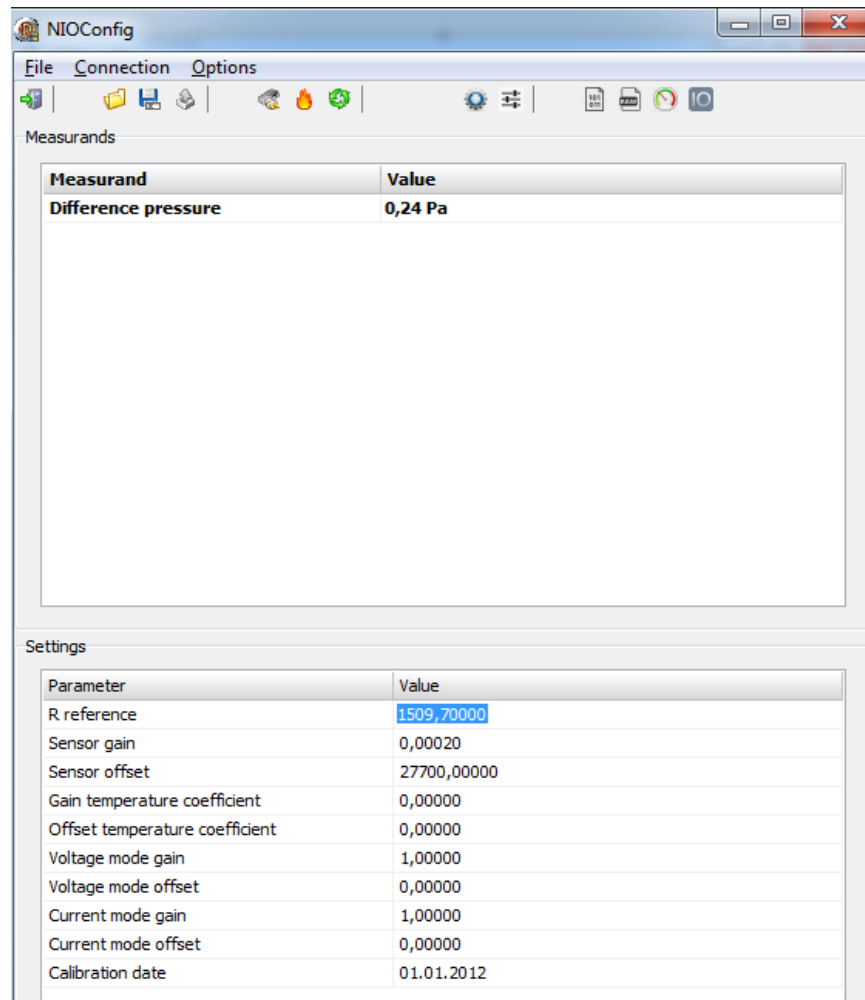 NIOConfig
File Connection Options
Measurands
Measurand Value
Difference pressure 0,24 Pa
Settings
Parameter Value
R reference 1509,70000
Sensor gain 0,00020
Sensor offset 27700,00000
Gain temperature coefficient 0,00000
Offset temperature coefficient 0,00000
Voltage mode gain 1,00000
Voltage mode offset 0,00000
Current mode gain 1,00000
Current mode offset 0,00000
Calibration date 01.01.2012